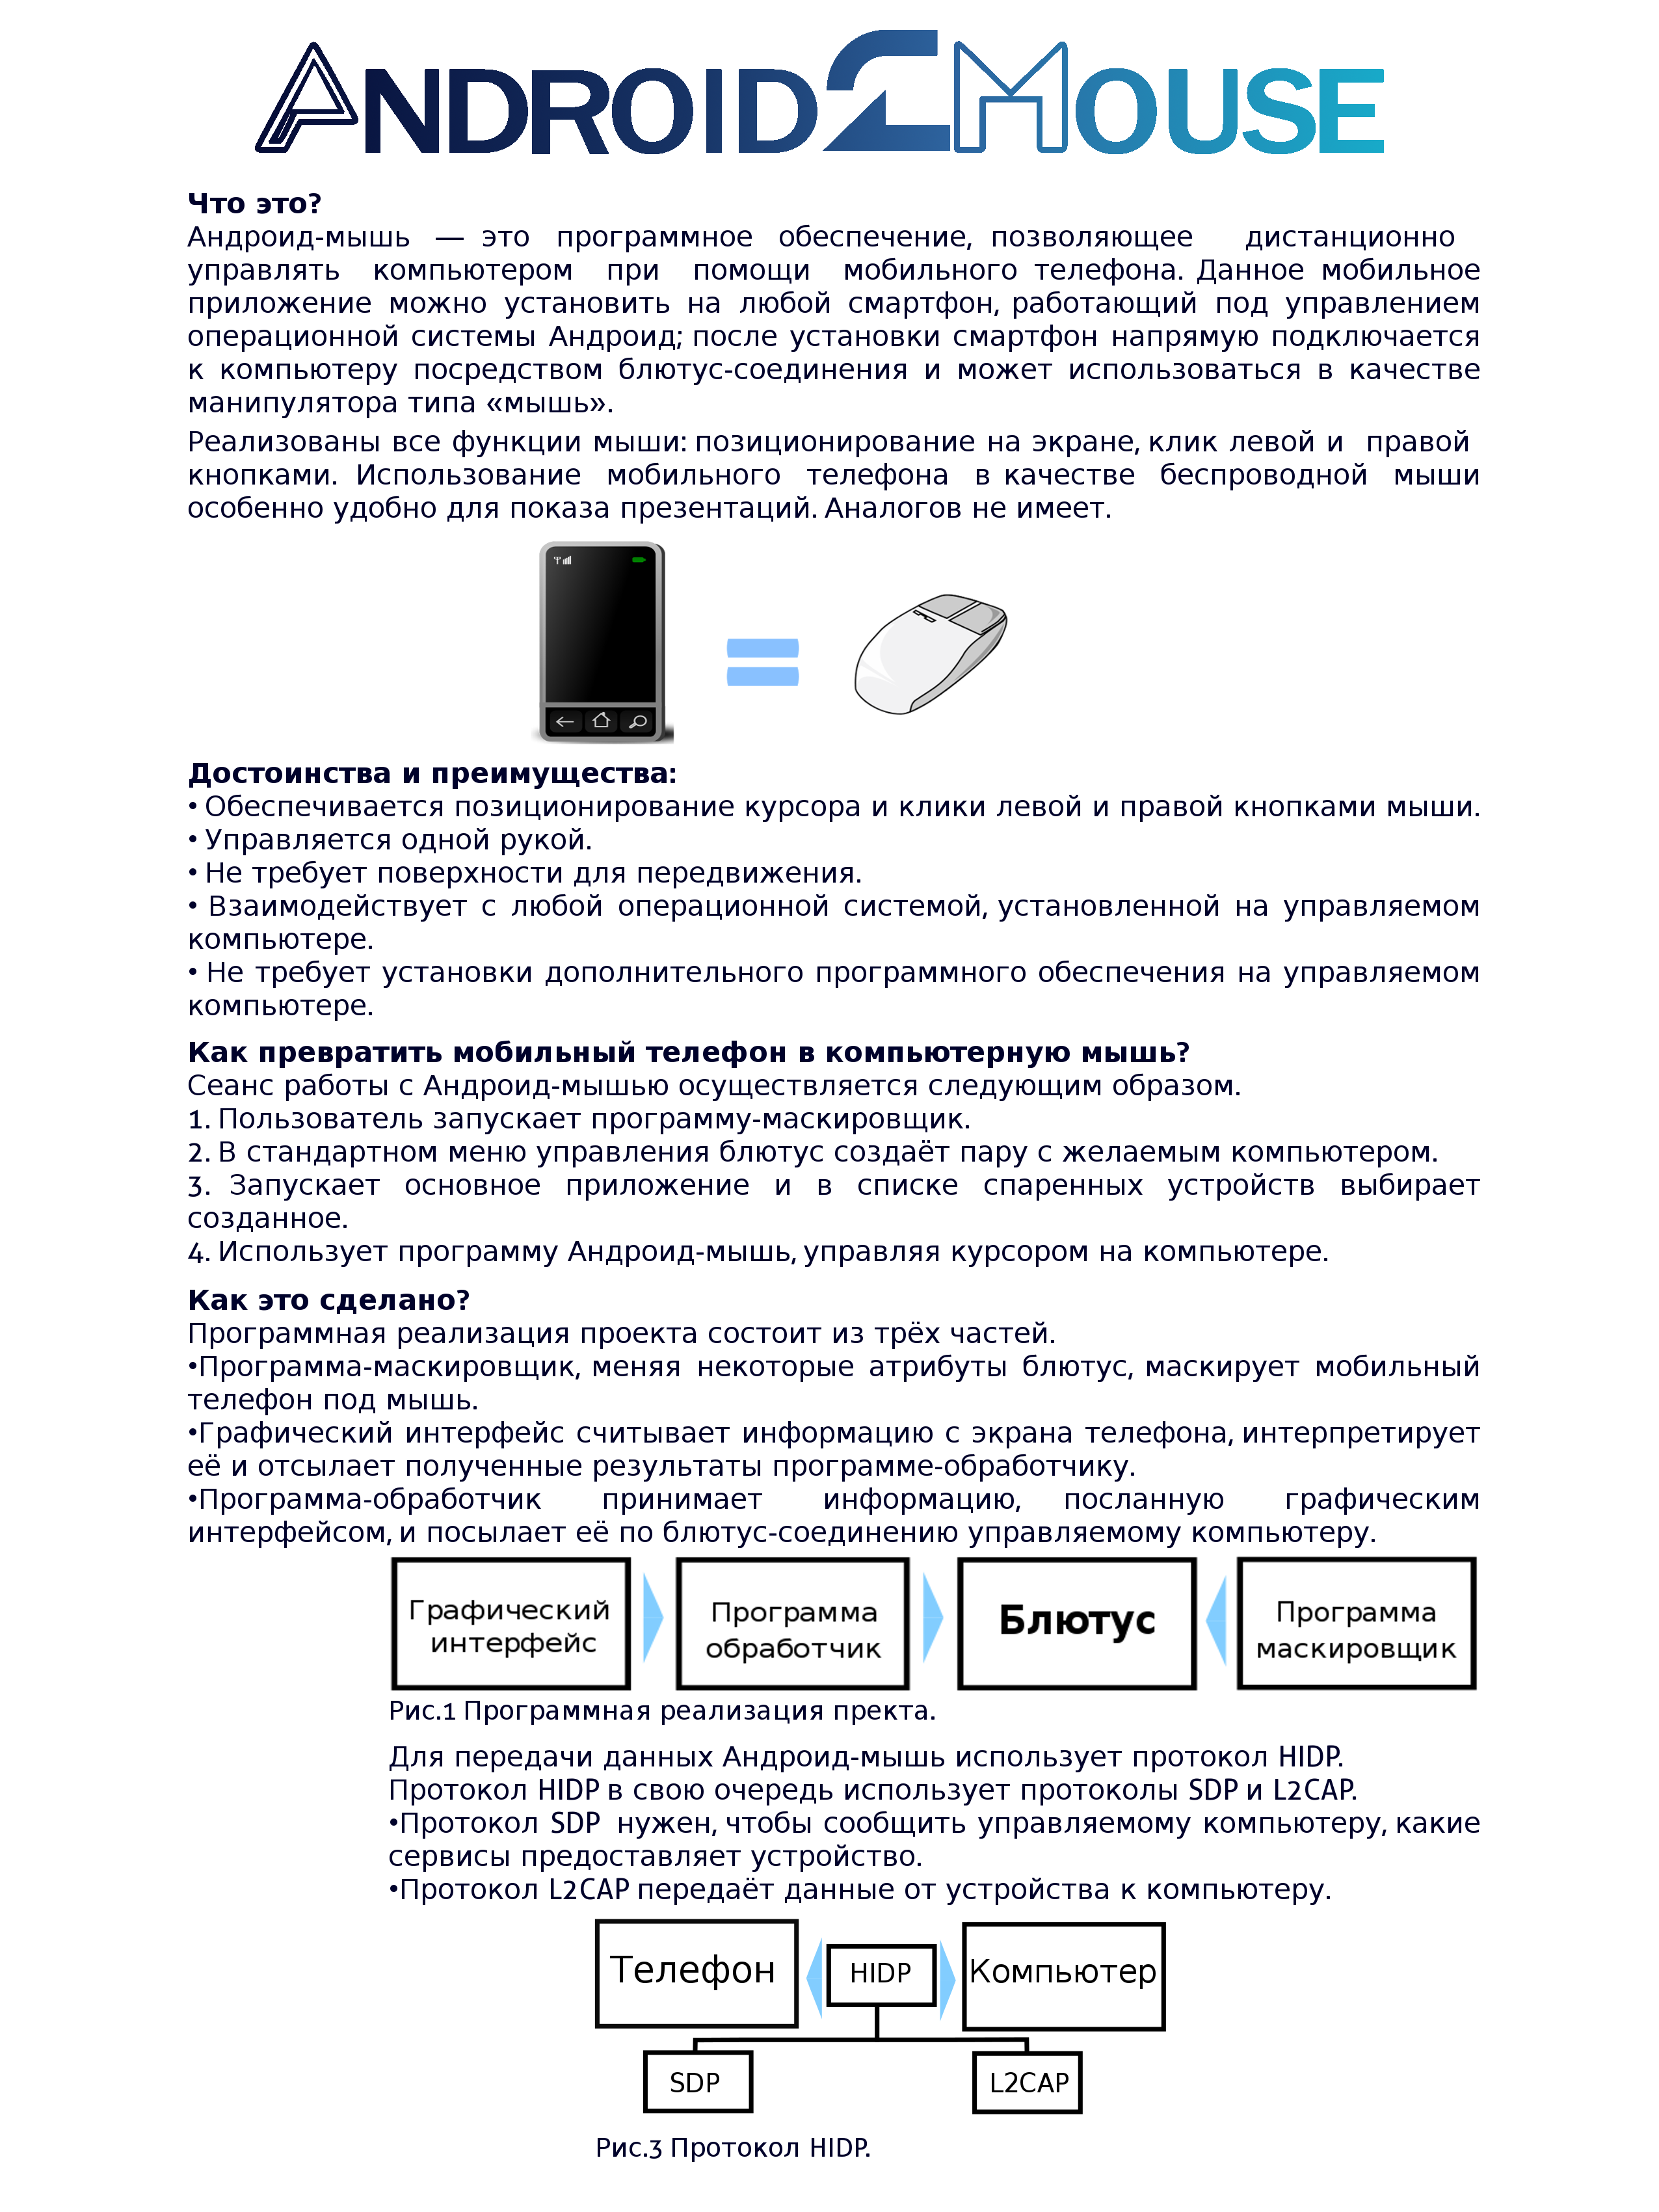 ANDROID2MOUSE
Что это?
Андроид-мышь — это программное обеспечение, позволяющее дистанционно
управлять компьютером при помощи мобильного телефона. Данное мобильное
приложение можно установить на любой смартфон, работающий под управлением
операционной системы Андроид; после установки смартфон напрямую подключается
к компьютеру посредством блютус-соединения и может использоваться в качестве
манипулятора типа «мышь».
Реализованы все функции мыши: позиционирование на экране, клик левой и правой
кнопками. Использование мобильного телефона в качестве беспроводной мыши
особенно удобно для показа презентаций. Аналогов не имеет.
Достоинства и преимущества:
• Обеспечивается позиционирование курсора и клики левой и правой кнопками мыши.
• Управляется одной рукой.
• Не требует поверхности для передвижения.
• Взаимодействует с любой операционной системой, установленной на управляемом
компьютере.
• Не требует установки дополнительного программного обеспечения на управляемом
компьютере.
Как превратить мобильный телефон в компьютерную мышь?
Сеанс работы с Андроид-мышью осуществляется следующим образом.
1. Пользователь запускает программу-маскировщик.
2. В стандартном меню управления блютус создаёт пару с желаемым компьютером.
3. Запускает основное приложение и в списке спаренных устройств выбирает
созданное.
4. Использует программу Андроид-мышь, управляя курсором на компьютере.
Как это сделано?
Программная реализация проекта состоит из трёх частей.
•Программа-маскировщик, меняя некоторые атрибуты блютус, маскирует мобильный
телефон под мышь.
•Графический интерфейс считывает информацию с экрана телефона, интерпретирует
её и отсылает полученные результаты программе-обработчику.
•Программа-обработчик принимает информацию, посланную графическим
интерфейсом, и посылает её по блютус-соединению управляемому компьютеру.
Графический
интерфейс
Программа
обработчик
Блютус
Программа
маскировщик
Рис.1 Программная реализация пректа.
Для передачи данных Андроид-мышь использует протокол HIDP.
Протокол HIDP в свою очередь использует протоколы SDP и L2CAP.
•Протокол SDP нужен, чтобы сообщить управляемому компьютеру, какие
сервисы предоставляет устройство.
•Протокол L2CAP передаёт данные от устройства к компьютеру.
Телефон
HIDP
Компьютер
SDP
L2CAP
Рис.3 Протокол HIDP.